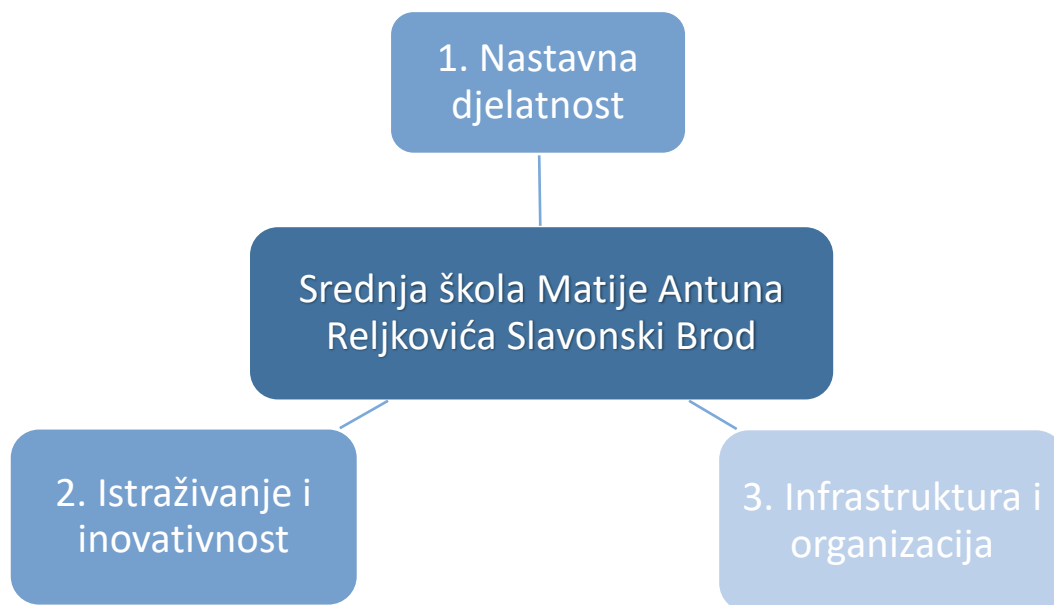 1. Nastavna
djelatnost
Srednja škola Matije Antuna
Reljkovića Slavonski Brod
2. Istraživanje i
inovativnost
3. Infrastruktura i
organizacija